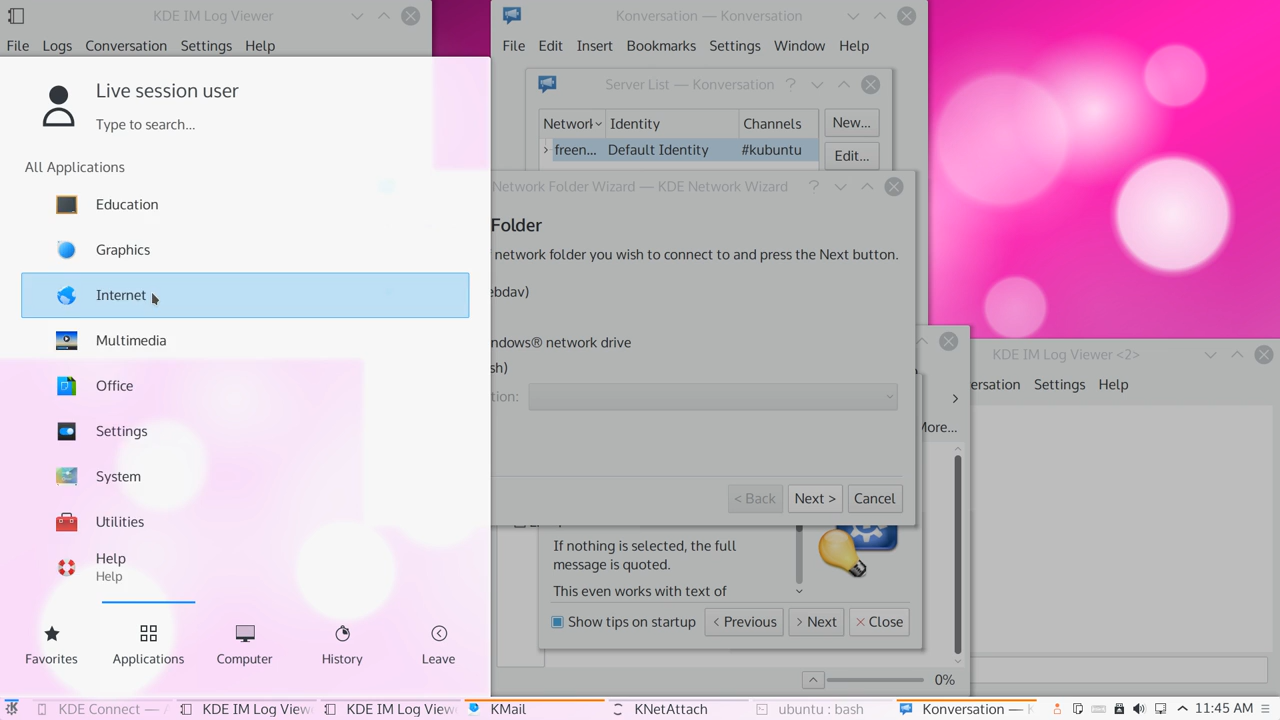 KDE IM Log Viewer
File Logs Conversation Settings Help
Live session user
Type to search...
All Applications
Education
Graphics
Internet
Multimedia
Office
Settings
System
Utilities
Help
Help
Favorites
Applications
Computer
History
Leave
Konversation — Konversation
File Edit Insert Bookmarks Settings Window Help
Server List — Konversation ?
Network Identity Channels
New...
freen... Default Identity #kubuntu
Edit...
Network Folder Wizard — KDE Network Wizard ?
Folder
network folder you wish to connect to and press the Next button.
ebdav)
ndows® network drive
sh)
tion:
< Back Next > Cancel
More...
If nothing is selected, the full
message is quoted.
This even works with text of
Show tips on startup
< Previous
> Next
× Close
0%
KDE IM Log Viewer <2>
ersation Settings Help
KDE Connect — 
KDE IM Log View
KDE IM Log View
KMail
KNetAttach
ubuntu : bash
Konversation — 
11:45 AM